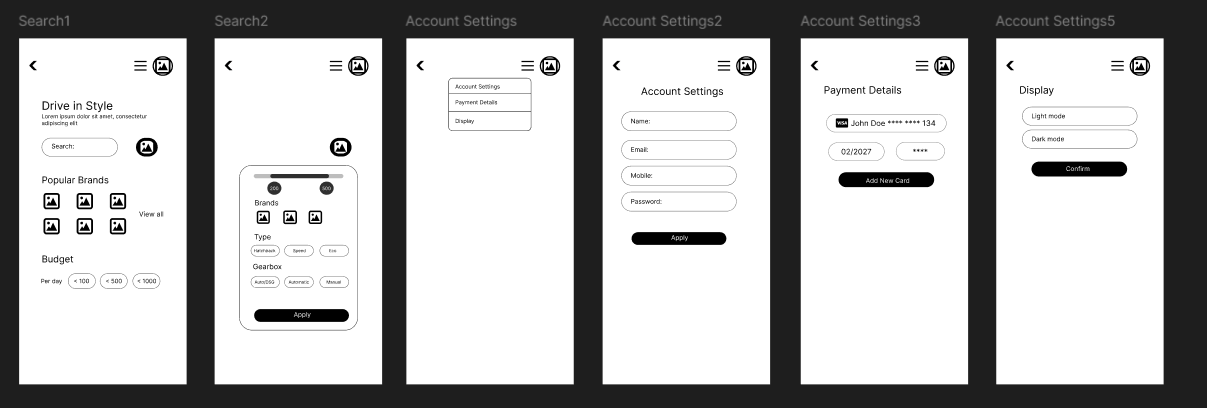 Search1
Search2
Account Settings
Account Settings2
Account Settings3
Account Settings5
Drive in Style
Lorem ipsum dolor sit amet, consectetur
adipiscing elit
Search:
Popular Brands
View all
Budget
Per day
< 100
< 500
< 1000
200
500
Brands
Type
Hatchback
Speed
Eco
Gearbox
Auto/DSG
Automatic
Manual
Apply
Account Settings
Payment Details
Display
Account Settings
Name:
Email:
Mobile:
Password:
Apply
Payment Details
VISA
John Doe **** **** 134
02/2027
****
Add New Card
Display
Light mode
Dark mode
Confirm